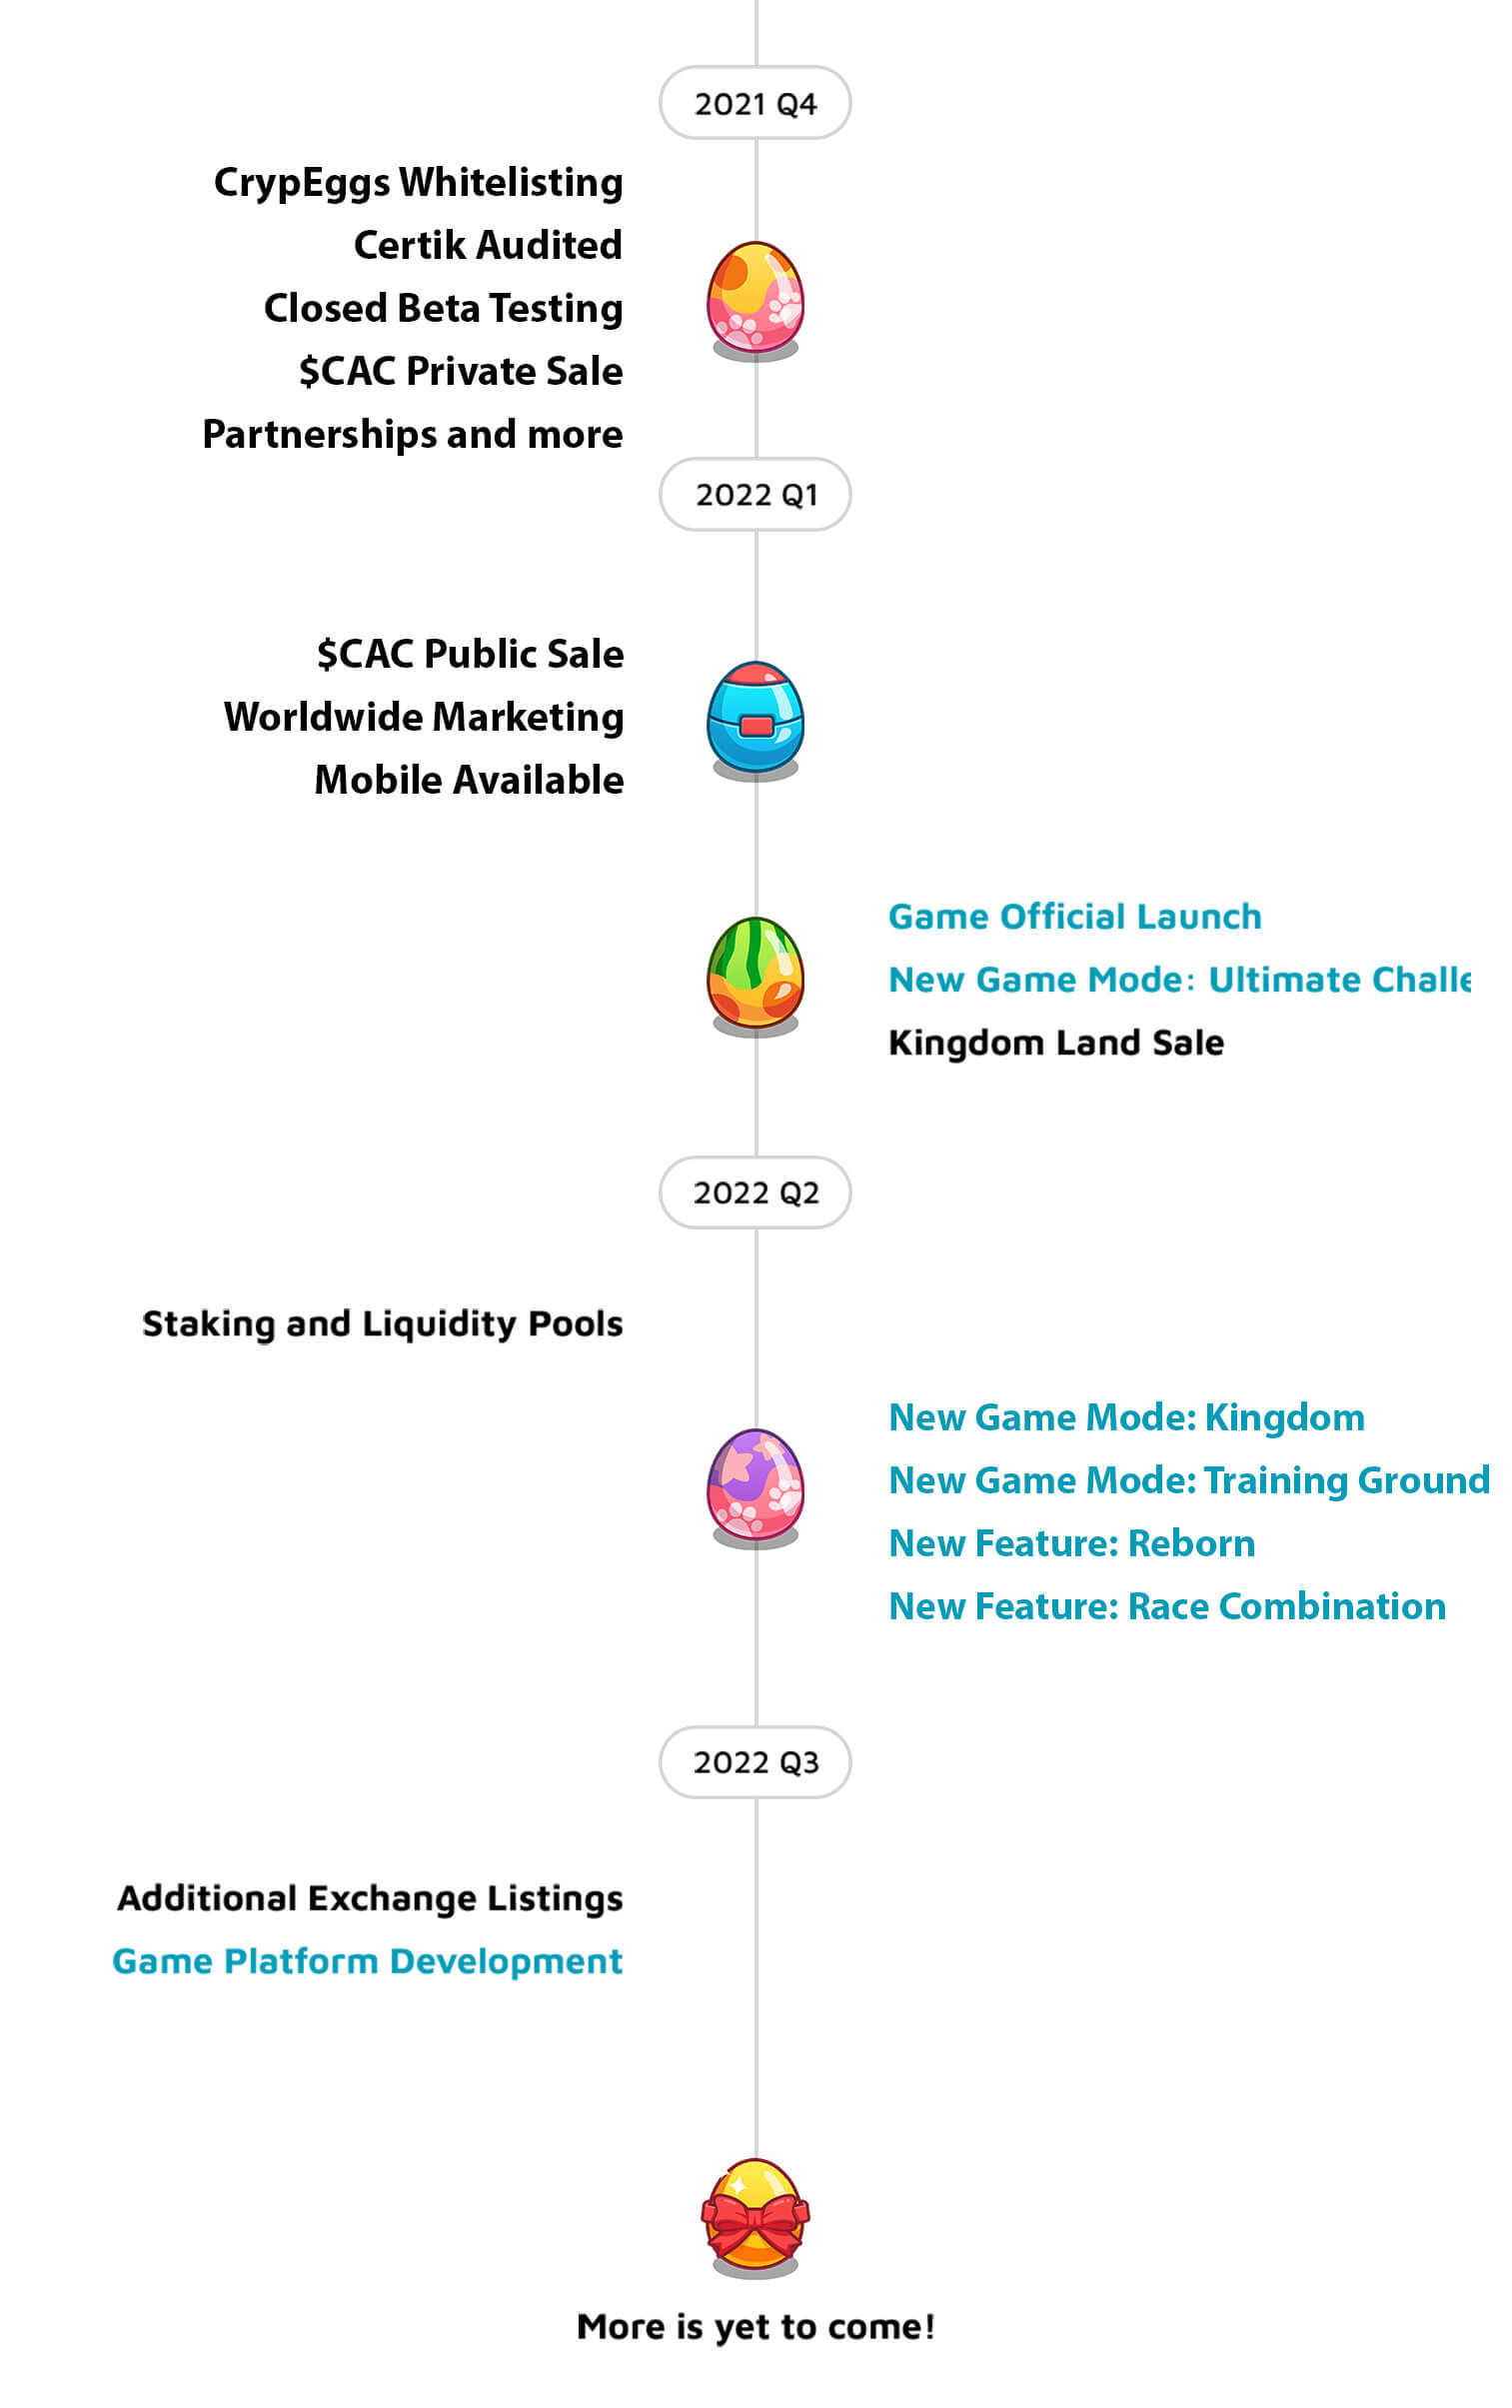 2021 Q4
CrypEggs Whitelisting
Certik Audited
Closed Beta Testing
$CAC Private Sale
Partnerships and more
2022 Q1
$CAC Public Sale
Worldwide Marketing
Mobile Available
Game Official Launch
New Game Mode: Ultimate
Kingdom Land Sale
2022 Q2
Staking and Liquidity Pools
New Game Mode: Kingdom
New Game Mode: Training Ground
New Feature: Reborn
New Feature: Race Combination
2022 Q3
Additional Exchange Listings
Game Platform Development
More is yet to come!